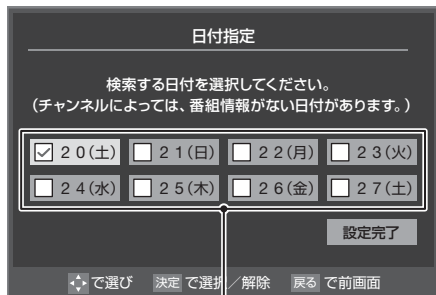 日付指定
検索する日付を選択してください。
(チャンネルによっては、番組情報がない日付があります。)
２０(土) ２１(日) ２２(月) ２３(火)
２４(水) ２５(木) ２６(金) ２７(土)
設定完了
で選び 決定 で選択／解除 戻る で前画面